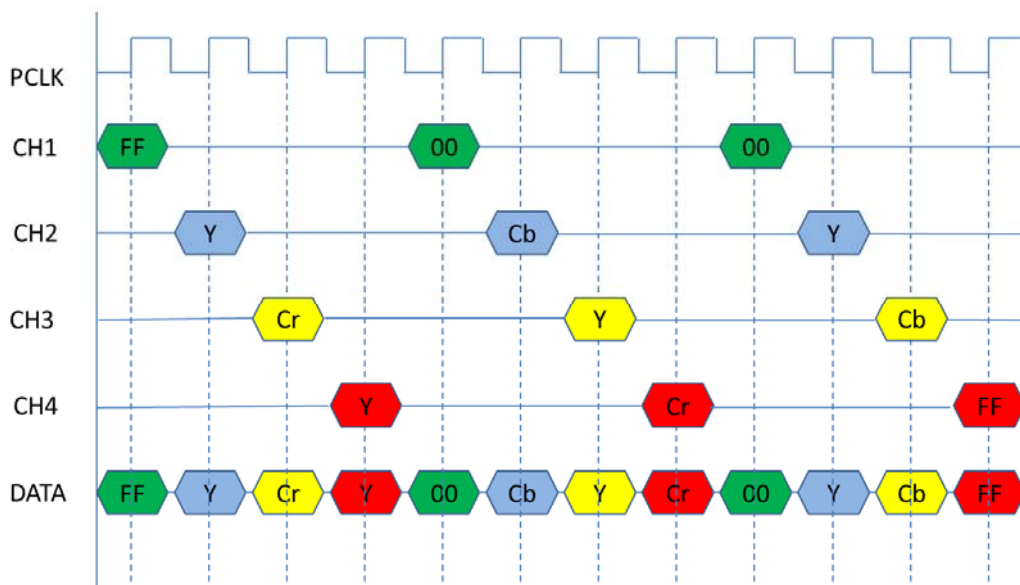 PCLK
CH1 FF 00 00
CH2 Y Cb Y
CH3 Cr Y Cb
CH4 Y Cr FF
DATA FF Y Cr Y 00 Cb Y Cr 00 Y Cb FF